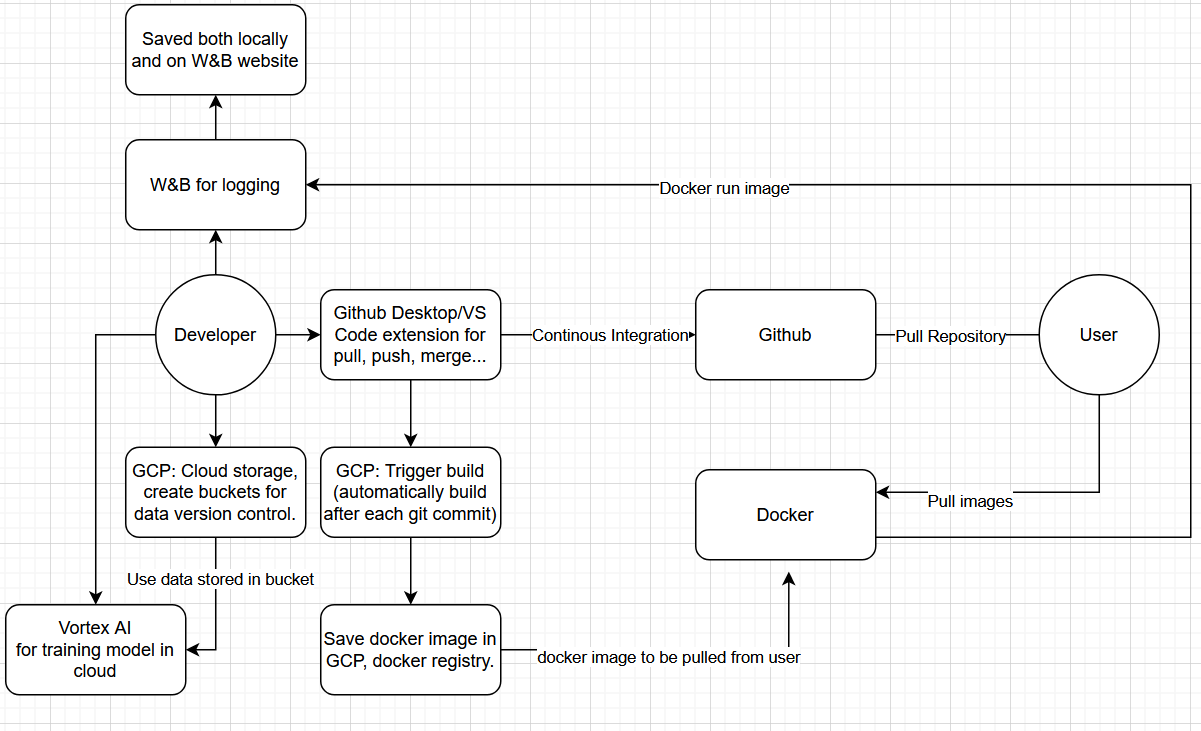 Saved both locally
and on W&B website
W&B for logging
Docker run image
Developer
Github Desktop/VS
Code extension for
pull, push, merge...
Continous Integration
Github
Pull Repository
User
GCP: Cloud storage,
create buckets for
data version control.
GCP: Trigger build
(automatically build
after each git commit)
Docker
Pull images
Use data stored in bucket
Vortex AI
for training model in
cloud
Save docker image in
GCP, docker registry.
docker image to be pulled from user